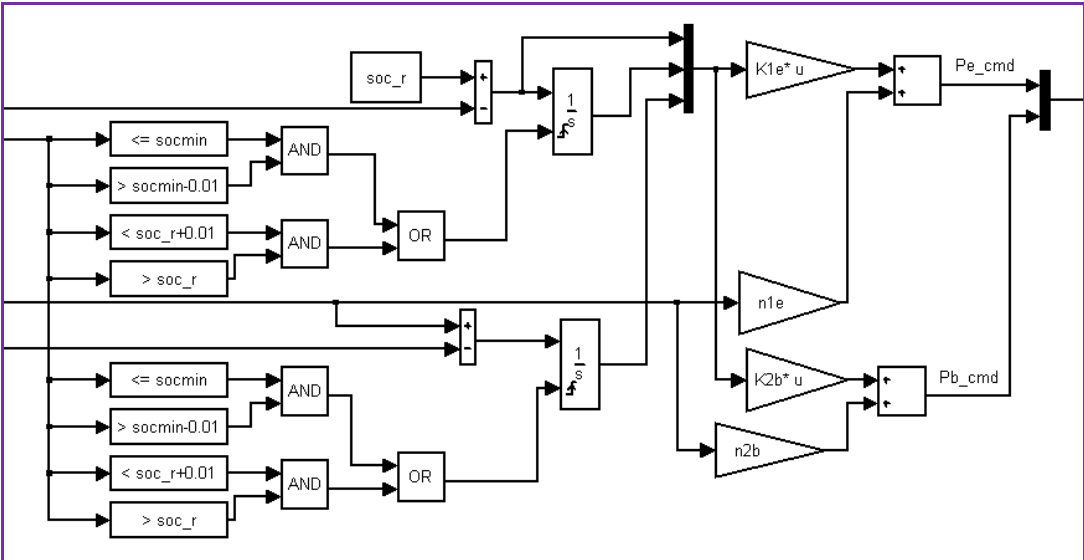 soc_r
+
-
1
s
K1e* u
+
+
Pe_cmd
<= socmin
> socmin-0.01
AND
< soc_r+0.01
> soc_r
AND
OR
n1e
+
-
1
s
K2b* u
+
+
Pb_cmd
n2b
<= socmin
> socmin-0.01
AND
< soc_r+0.01
> soc_r
AND
OR